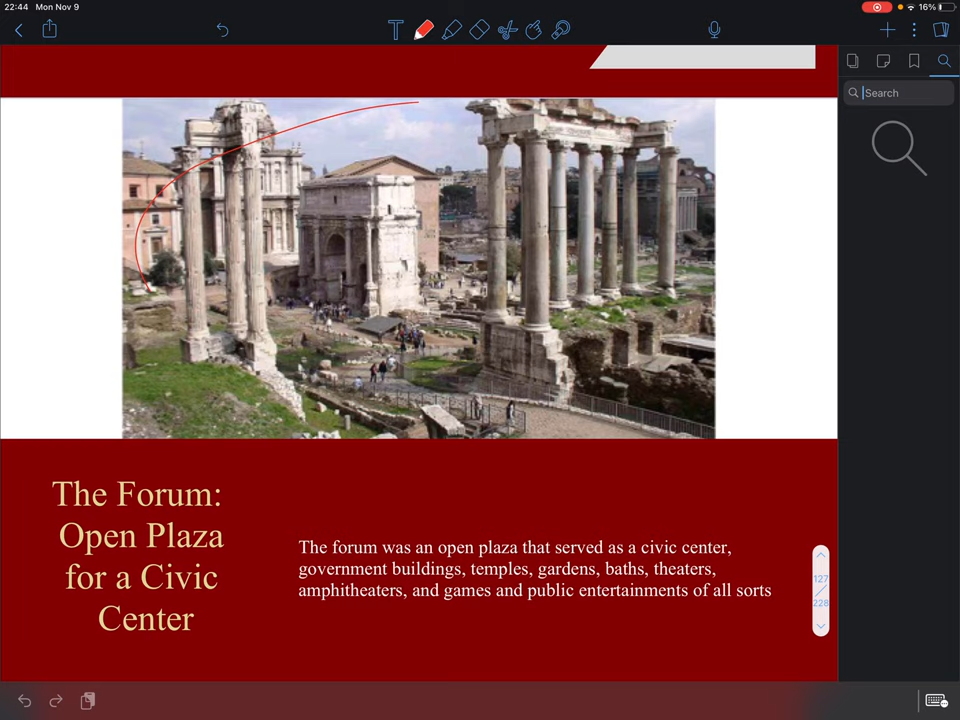 22:44 Mon Nov 9
16%
T
Search
The Forum:
Open Plaza
for a Civic
Center
The forum was an open plaza that served as a civic center,
government buildings, temples, gardens, baths, theaters,
amphitheaters, and games and public entertainments of all sorts
127
228